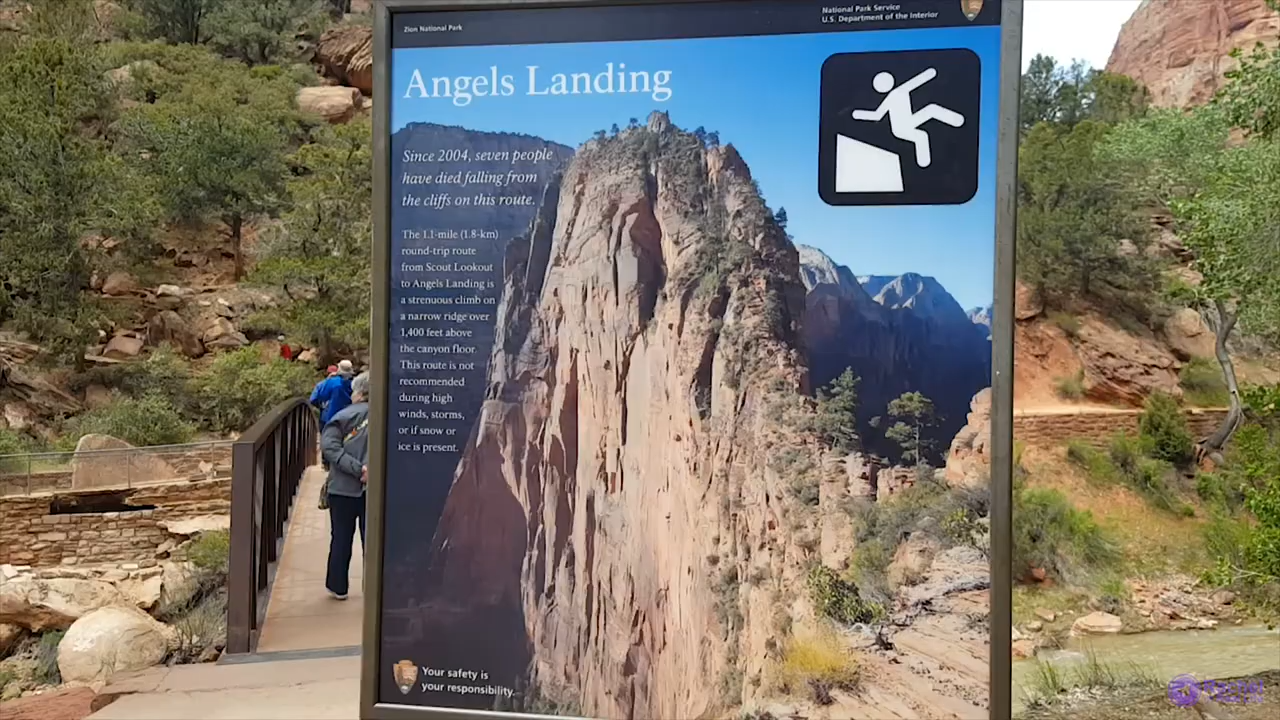 Zion National Park
National Park Service
U.S. Department of the Interior
Angels Landing
Since 2004, seven people
have died falling from
the cliffs on this route.
The 1.1-mile (1.8-km)
round-trip route
from Scout Lookout
to Angels Landing is
a strenuous climb on
a narrow ridge over
1,400 feet above
the canyon floor.
This route is not
recommended
during high
winds, storms,
or if snow or
ice is present.
Your safety is
your responsibility.